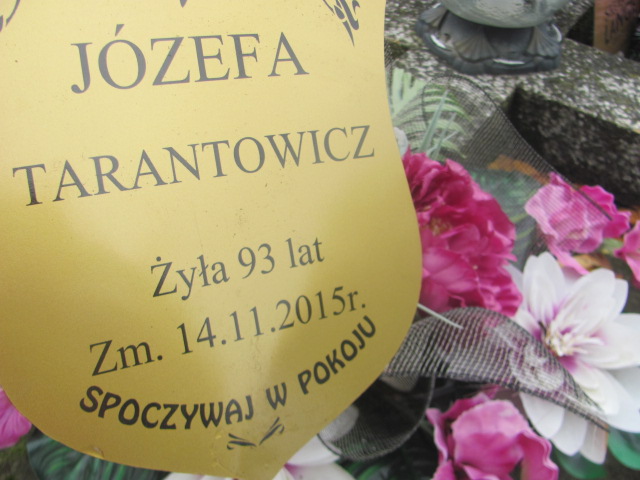 JÓZEFA
TARANTOWICZ
Żyła 93 lat
Zm. 14.11.2015r.
SPOCZYWAJ W POKOJU